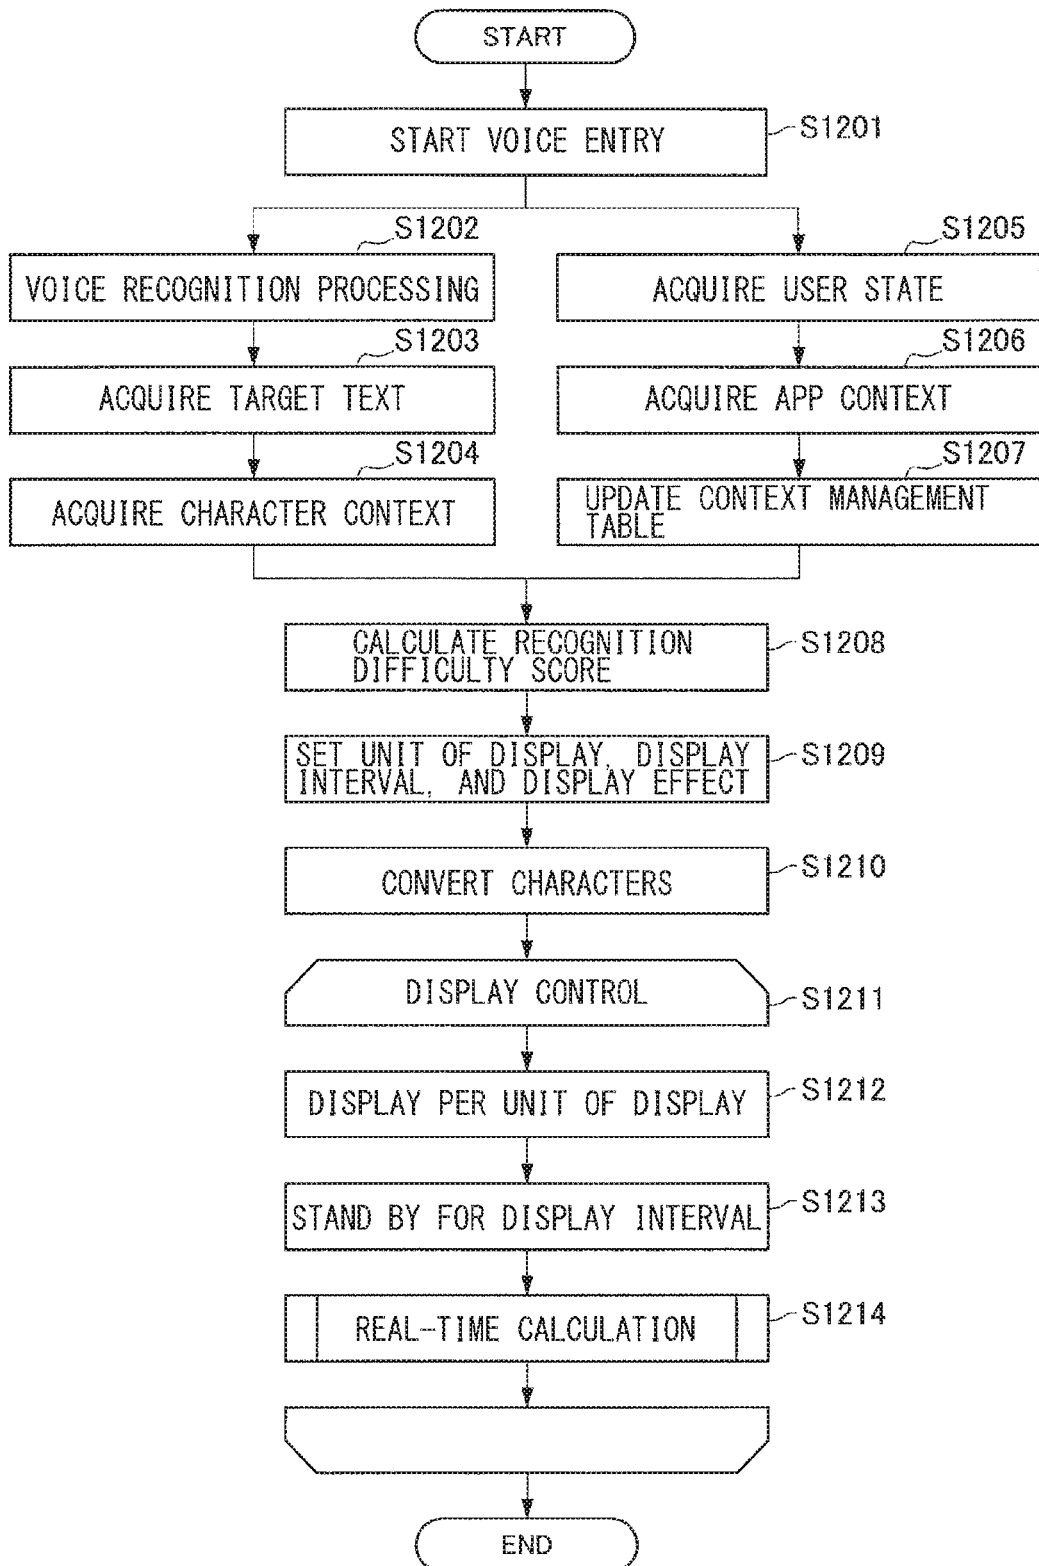 START
START VOICE ENTRY
S1201
S1202
VOICE RECOGNITION PROCESSING
S1203
ACQUIRE TARGET TEXT
S1204
ACQUIRE CHARACTER CONTEXT
S1205
ACQUIRE USER STATE
S1206
ACQUIRE APP CONTEXT
S1207
UPDATE CONTEXT MANAGEMENT
TABLE
CALCULATE RECOGNITION
DIFFICULTY SCORE
S1208
SET UNIT OF DISPLAY, DISPLAY
INTERVAL, AND DISPLAY EFFECT
S1209
CONVERT CHARACTERS
S1210
DISPLAY CONTROL
S1211
DISPLAY PER UNIT OF DISPLAY
S1212
STAND BY FOR DISPLAY INTERVAL
S1213
REAL-TIME CALCULATION
S1214
END